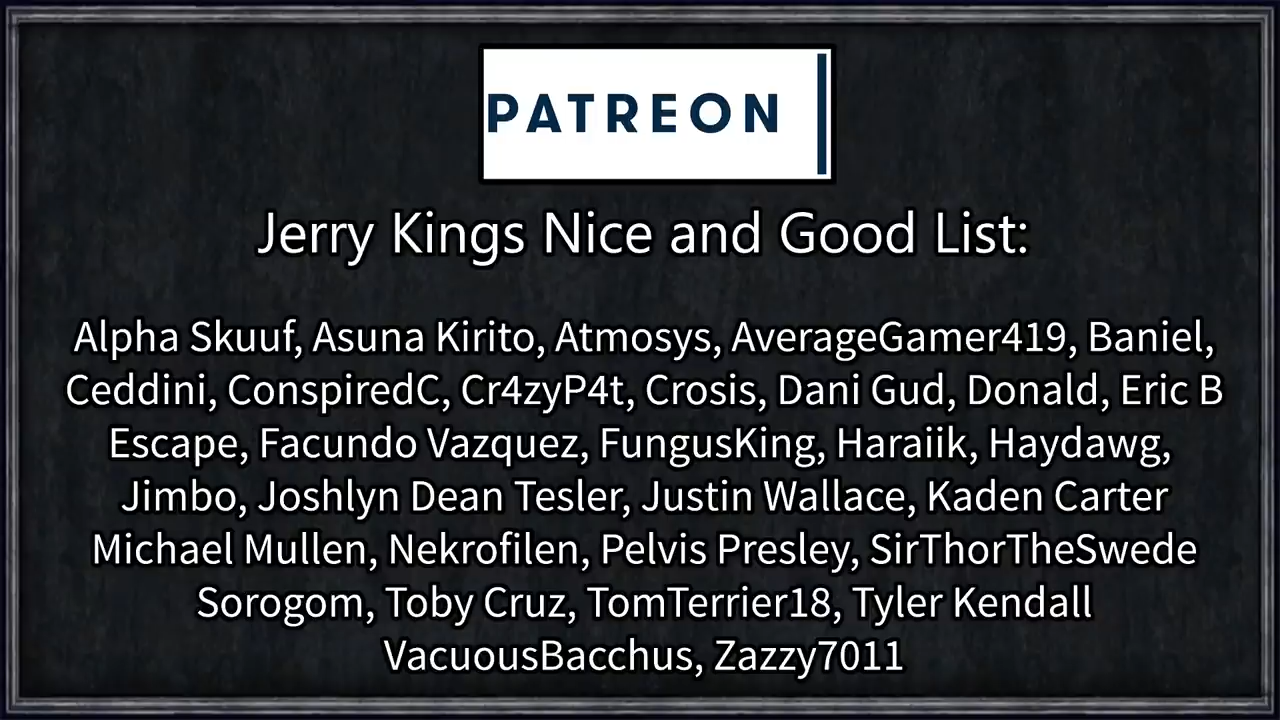 PATREON
Jerry Kings Nice and Good List:
Alpha Skuuf, Asuna Kirito, Atmosys, AverageGamer419, Baniel,
Ceddini, ConspiredC, Cr4zyP4t, Crosis, Dani Gud, Donald, Eric B
Escape, Facundo Vazquez, FungusKing, Haraiik, Haydawg,
Jimbo, Joshlyn Dean Tesler, Justin Wallace, Kaden Carter
Michael Mullen, Nekrofilen, Pelvis Presley, SirThorTheSwede
Sorogom, Toby Cruz, TomTerrier18, Tyler Kendall
VacuousBacchus, Zazzy7011